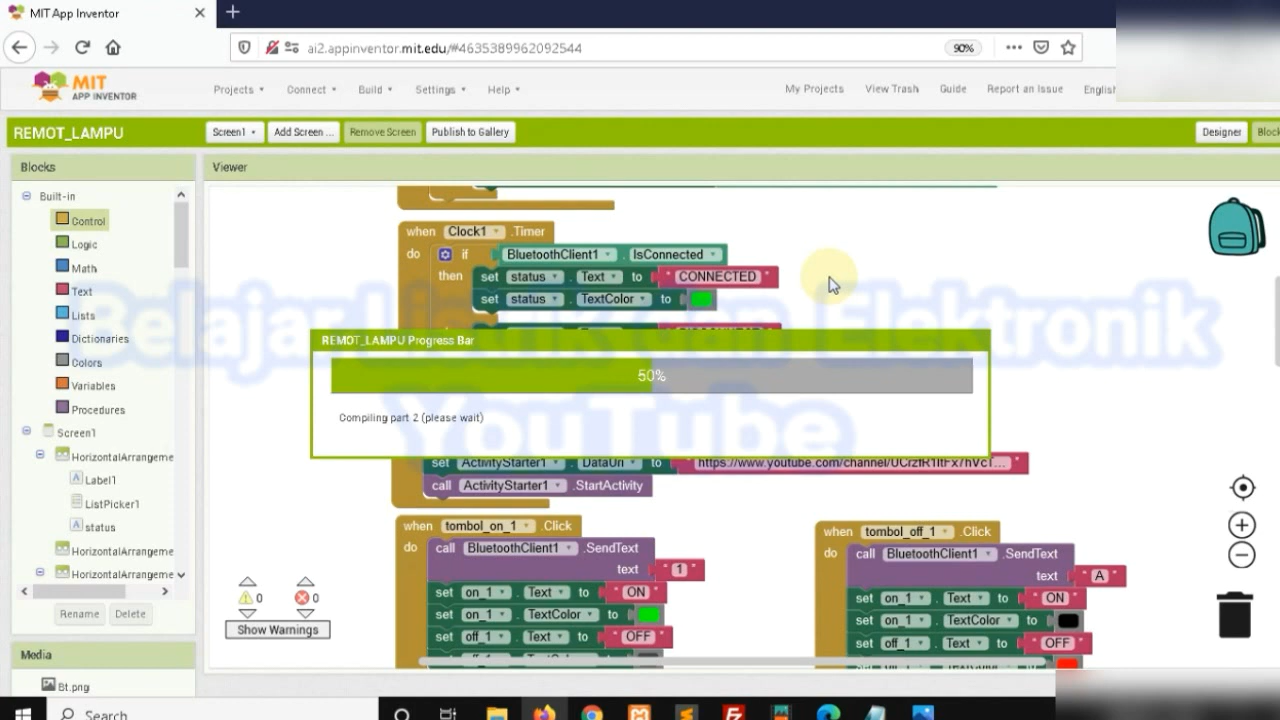 MIT App Inventor
ai2.appinventor.mit.edu/#4635389962092544
90%
MIT
APP INVENTOR
Projects
Connect
Build
Settings
Help
My Projects
View Trash
Guide
Report an Issue
English
REMOT_LAMPU
Screen1
Add Screen ...
Remove Screen
Publish to Gallery
Designer
Block
Blocks
Viewer
Built-in
Control
Logic
Math
Text
Lists
Dictionaries
Colors
Variables
Procedures
Screen1
HorizontalArrangeme
Label1
ListPicker1
status
HorizontalArrangeme
HorizontalArrangeme
Rename
Delete
Media
Bt.png
when Clock1 .Timer
do if BluetoothClient1 . IsConnected
then set status . Text to " CONNECTED "
set status . TextColor to
Belajar Listrik dan Elektronik
YouTube
REMOT_LAMPU Progress Bar
50%
Compiling part 2 (please wait)
set ActivityStarter1 . DataUri to
call ActivityStarter1 .StartActivity
when tombol_on_1 .Click
do call BluetoothClient1 .SendText
text " 1 "
set on_1 . Text to " ON "
set on_1 . TextColor to
set off_1 . Text to " OFF "
when tombol_off_1 .Click
do call BluetoothClient1 .SendText
text " A "
set on_1 . Text to " ON "
set on_1 . TextColor to
set off_1 . Text to " OFF "
0
0
Show Warnings
Search